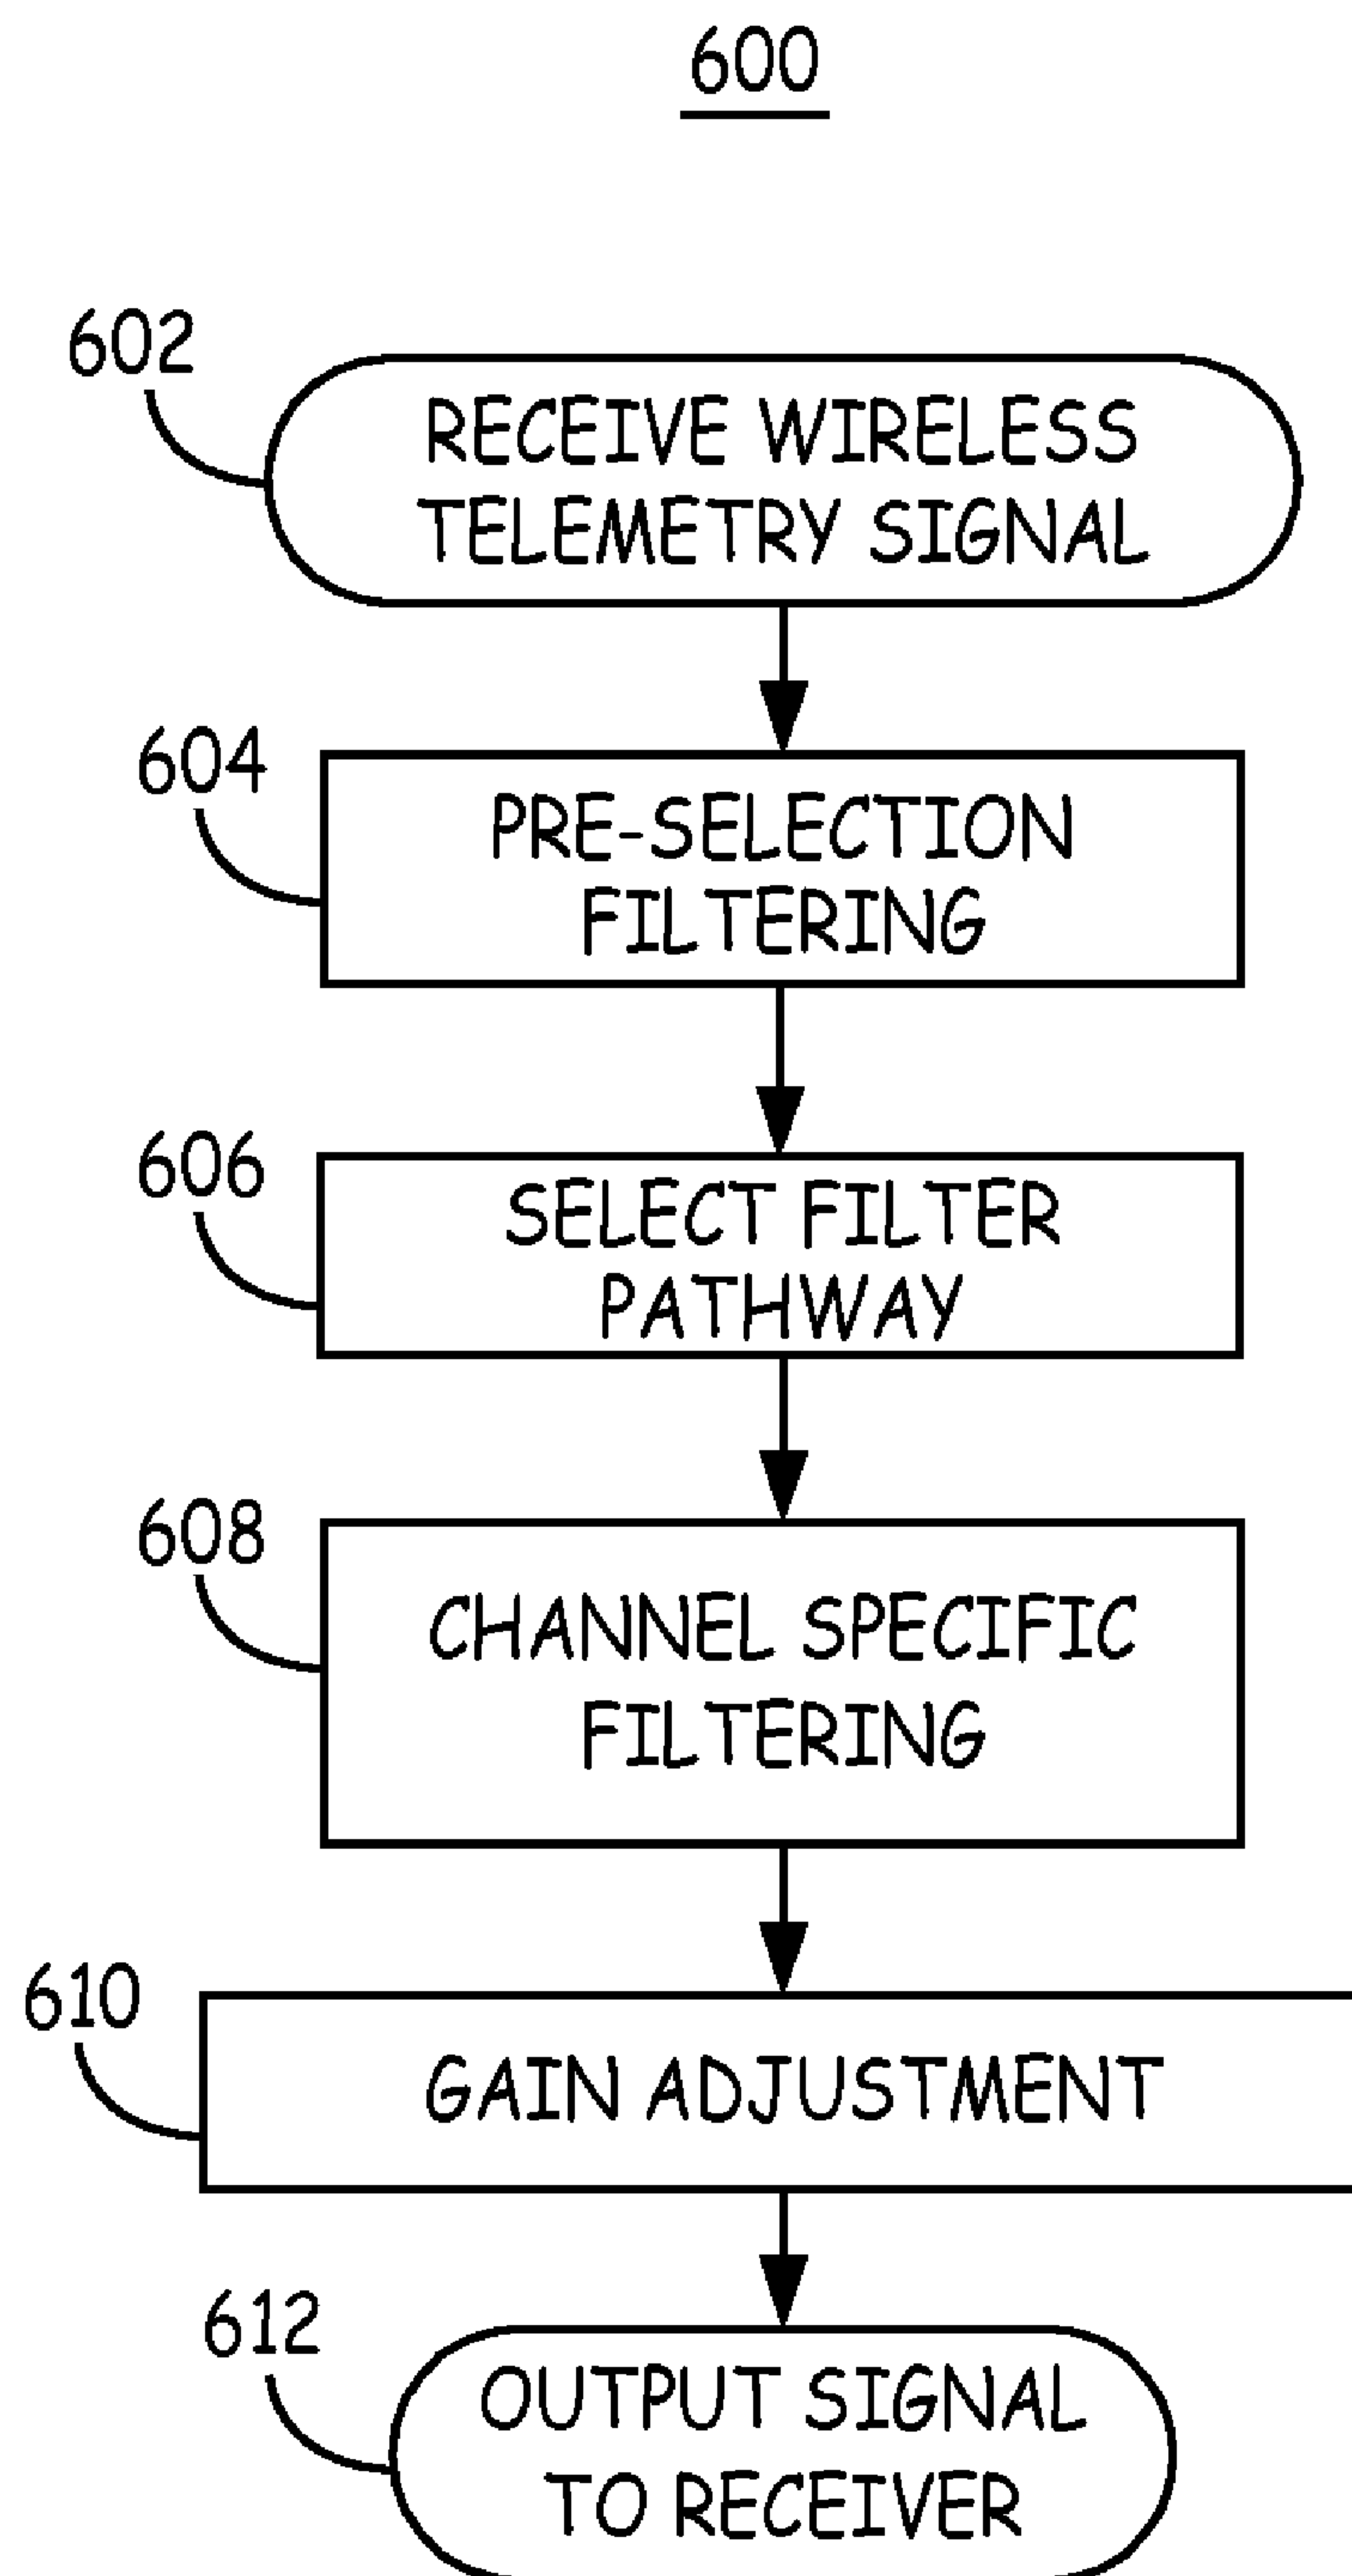 600
602
RECEIVE WIRELESS
TELEMETRY SIGNAL
604
PRE-SELECTION
FILTERING
606
SELECT FILTER
PATHWAY
608
CHANNEL SPECIFIC
FILTERING
610
GAIN ADJUSTMENT
612
OUTPUT SIGNAL
TO RECEIVER